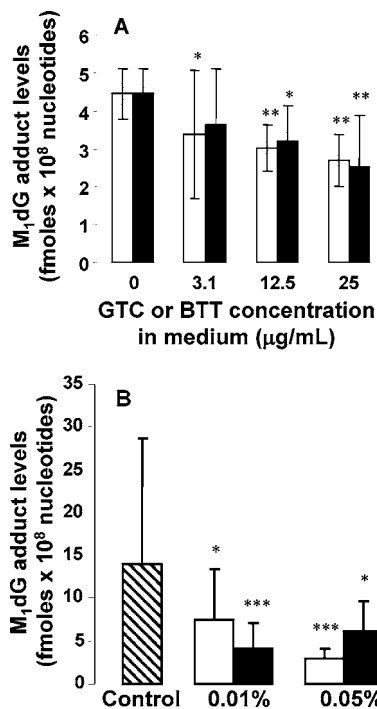 A
M₁dG adduct levels
(fmoles x 10⁸ nucleotides)
6
5
4
3
2
1
0
*
**
*
**
**
0 3.1 12.5 25
GTC or BTT concentration
in medium (μg/mL)
B
M₁dG adduct levels
(fmoles x 10⁸ nucleotides)
35
30
25
20
15
10
5
0
*
***
***
*
Control 0.01% 0.05%